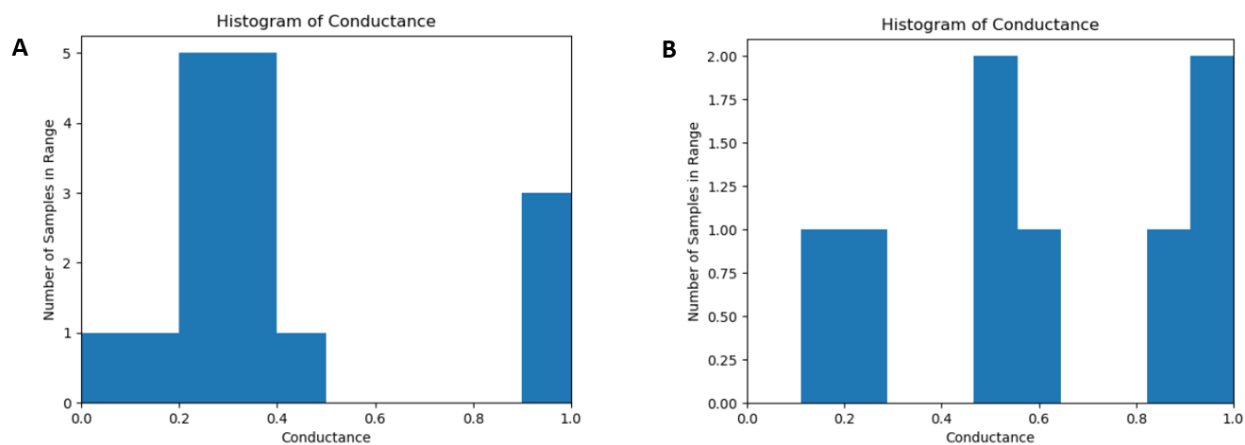 A
Histogram of Conductance
Number of Samples in Range
5
4
3
2
1
0
0.0 0.2 0.4 0.6 0.8 1.0
Conductance
B
Histogram of Conductance
Number of Samples in Range
2.00
1.75
1.50
1.25
1.00
0.75
0.50
0.25
0.00
0.0 0.2 0.4 0.6 0.8 1.0
Conductance